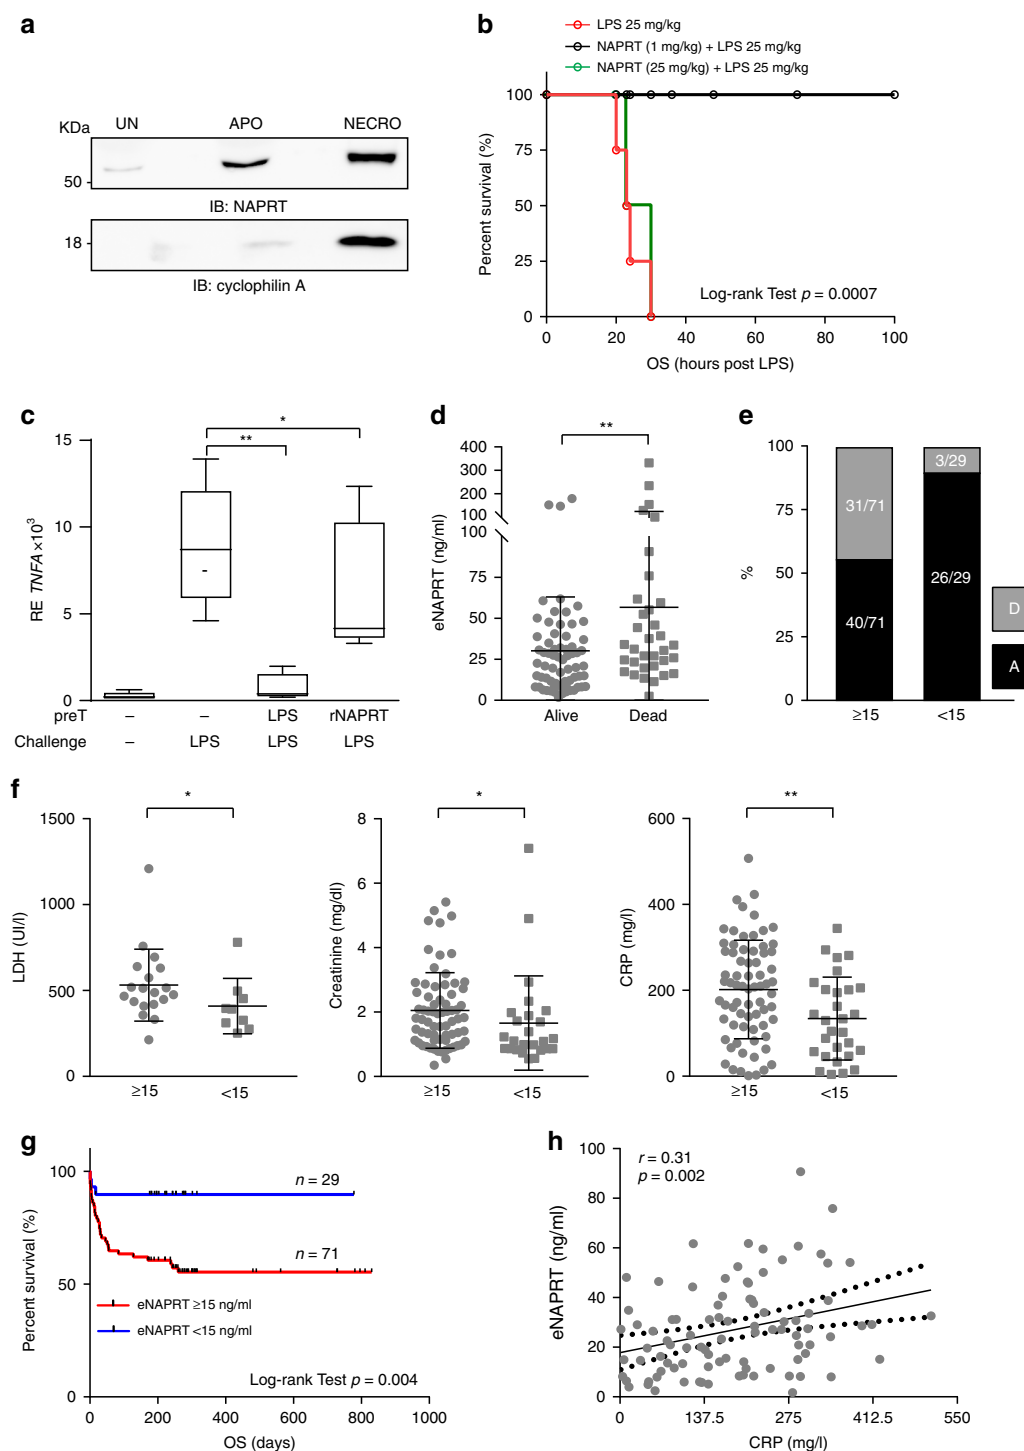 a
KDa UN APO NECRO
50
IB: NAPRT
18
IB: cyclophilin A
b
LPS 25 mg/kg
NAPRT (1 mg/kg) + LPS 25 mg/kg
NAPRT (25 mg/kg) + LPS 25 mg/kg
Percent survival (%)
100
75
50
25
0
Log-rank Test p = 0.0007
0 20 40 60 80 100
OS (hours post LPS)
c
RE TNFA ×10³
15
10
5
0
* 
**
preT – – LPS rNAPRT
Challenge – LPS LPS LPS
d
eNAPRT (ng/ml)
400
300
200
100
100
75
50
25
0
**
Alive Dead
e
%
100
75
50
25
0
31/71
40/71
3/29
26/29
≥15 <15
D
A
f
LDH (UI/l)
1500
1000
500
0
*
≥15 <15
Creatinine (mg/dl)
8
6
4
2
0
*
≥15 <15
CRP (mg/l)
600
400
200
0
**
≥15 <15
g
Percent survival (%)
100
50
0
n = 29
n = 71
eNAPRT ≥15 ng/ml
eNAPRT <15 ng/ml
Log-rank Test p = 0.004
0 200 400 600 800 1000
OS (days)
h
eNAPRT (ng/ml)
100
80
60
40
20
0
r = 0.31
p = 0.002
0 137.5 275 412.5 550
CRP (mg/l)